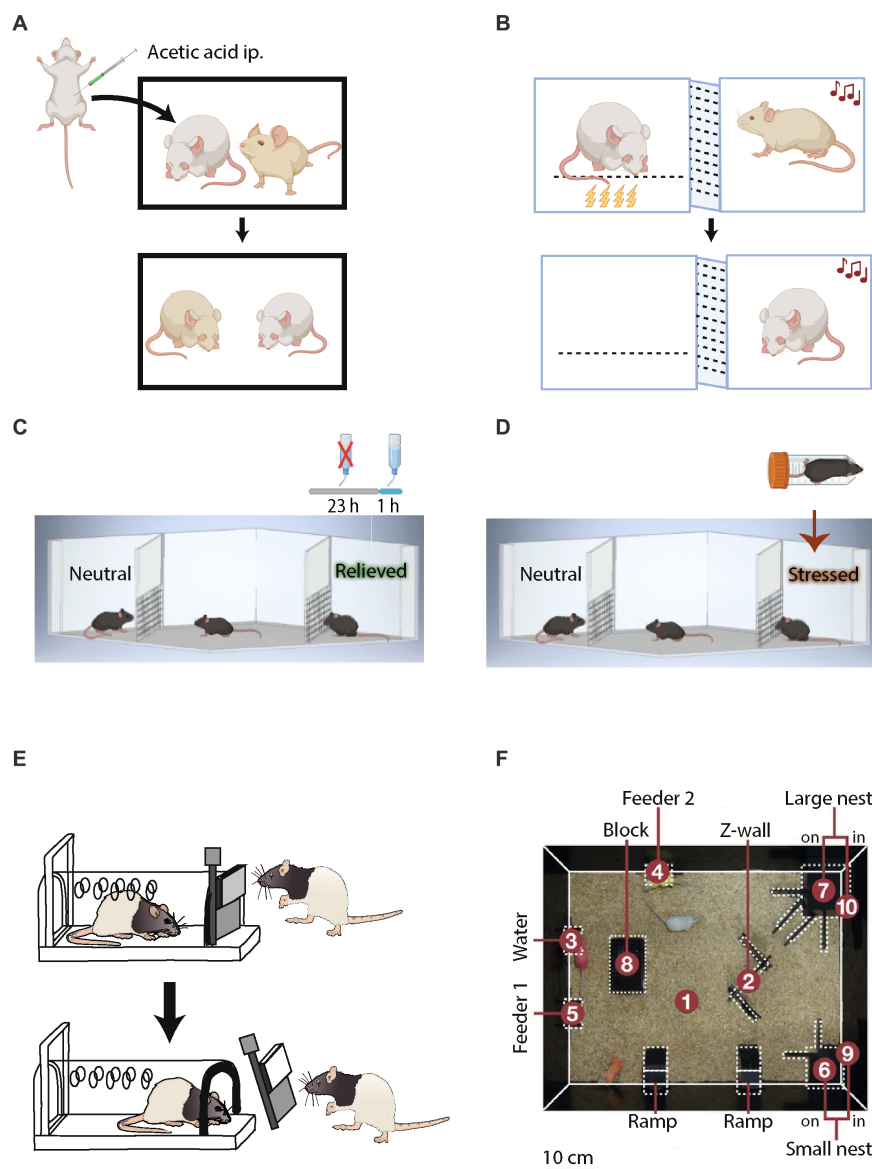 A
Acetic acid ip.
B
C
23 h
1 h
Neutral
Relieved
D
Neutral
Stressed
E
F
Feeder 2
Large nest
Block
Z-wall
on
in
4
7
10
Water
3
8
2
1
Feeder 1
5
9
6
Ramp
Ramp
on
in
Small nest
10 cm